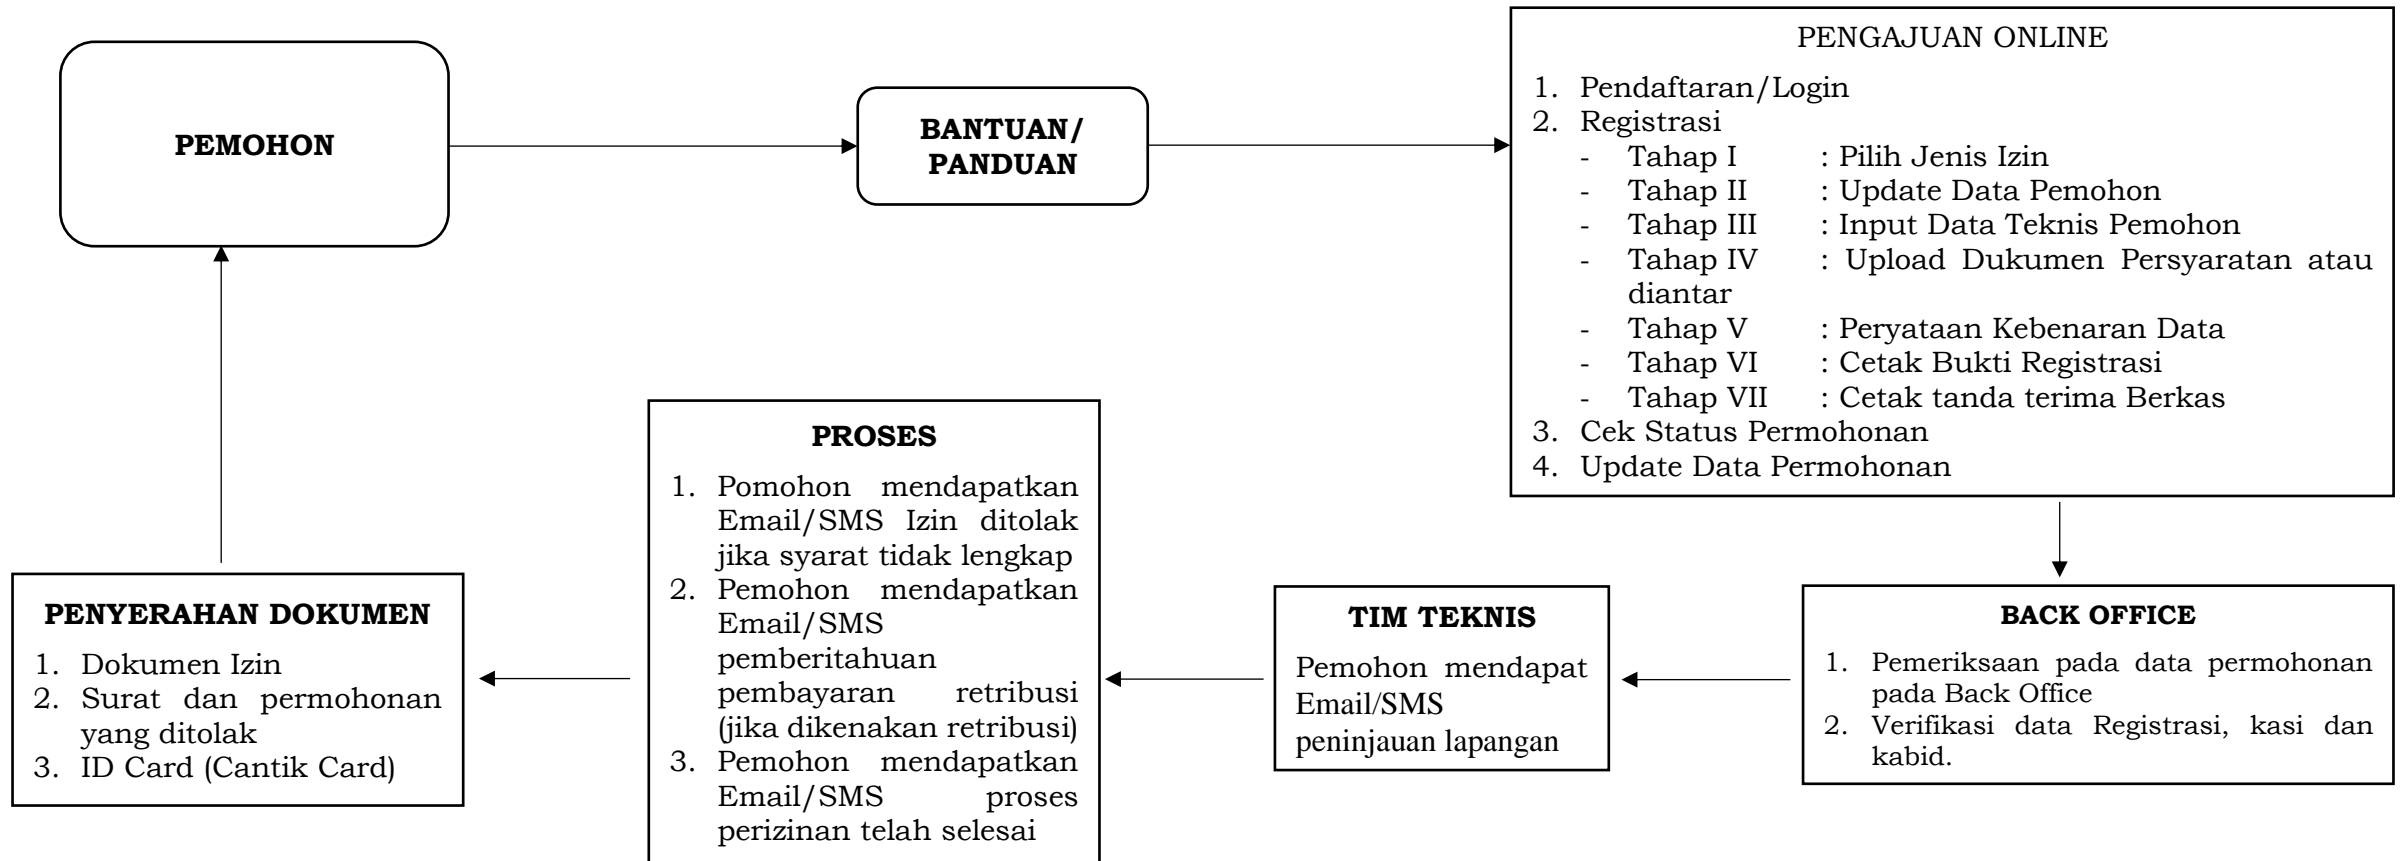 PEMOHON
BANTUAN/
PANDUAN
PENGAJUAN ONLINE
1. Pendaftaran/Login
2. Registrasi
- Tahap I : Pilih Jenis Izin
- Tahap II : Update Data Pemohon
- Tahap III : Input Data Teknis Pemohon
- Tahap IV : Upload Dukumen Persyaratan atau
diantar
- Tahap V : Peryataan Kebenaran Data
- Tahap VI : Cetak Bukti Registrasi
- Tahap VII : Cetak tanda terima Berkas
3. Cek Status Permohonan
4. Update Data Permohonan
BACK OFFICE
1. Pemeriksaan pada data permohonan
pada Back Office
2. Verifikasi data Registrasi, kasi dan
kabid.
TIM TEKNIS
Pemohon mendapat
Email/SMS
peninjauan lapangan
PROSES
1. Pomohon mendapatkan
Email/SMS Izin ditolak
jika syarat tidak lengkap
2. Pemohon mendapatkan
Email/SMS
pemberitahuan
pembayaran retribusi
(jika dikenakan retribusi)
3. Pemohon mendapatkan
Email/SMS proses
perizinan telah selesai
PENYERAHAN DOKUMEN
1. Dokumen Izin
2. Surat dan permohonan
yang ditolak
3. ID Card (Cantik Card)